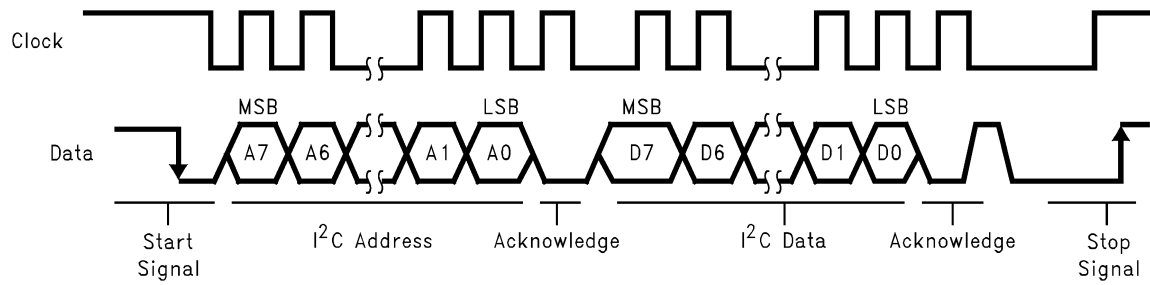 Clock
MSB
LSB
MSB
LSB
Data
A7
A6
A1
A0
D7
D6
D1
D0
Start
Signal
I²C Address
Acknowledge
I²C Data
Acknowledge
Stop
Signal